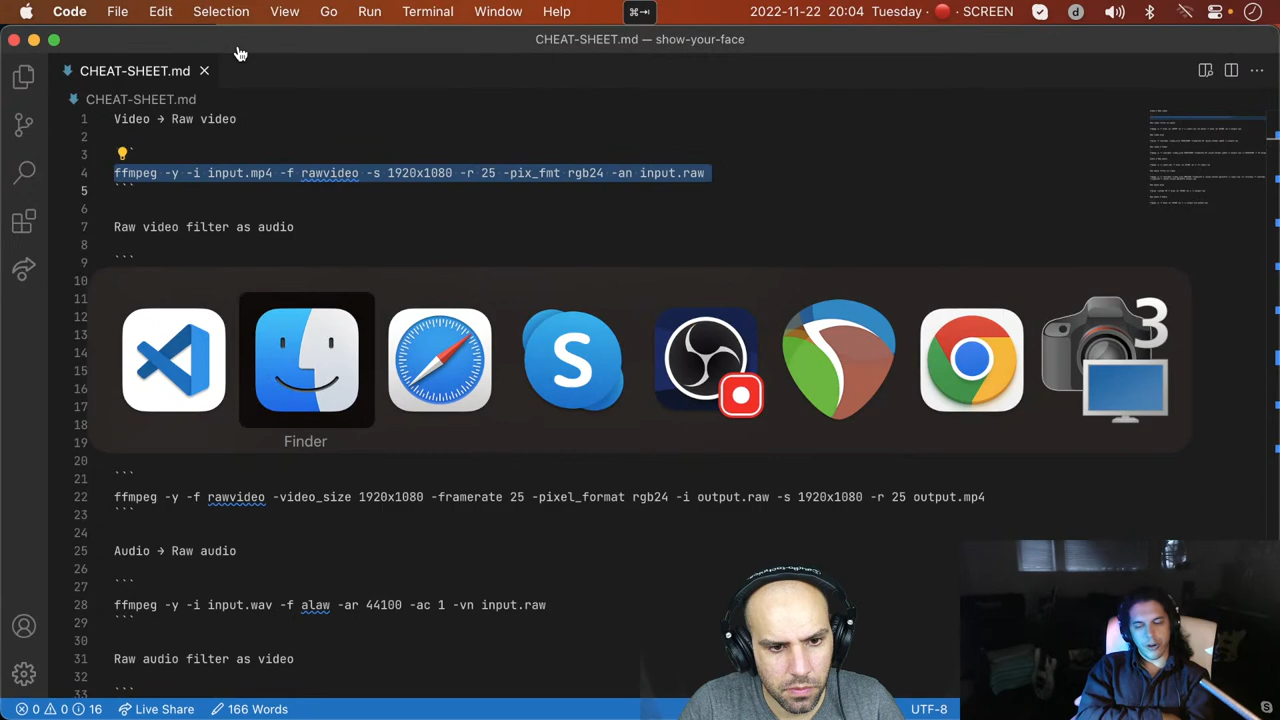 Code File Edit Selection View Go Run Terminal Window Help 2022-11-22 20:04 Tuesday SCREEN
CHEAT-SHEET.md — show-your-face
CHEAT-SHEET.md
CHEAT-SHEET.md
1 Video → Raw video
2
3 `
4 ffmpeg -y -i input.mp4 -f rawvideo -s 1920x1080 -r 25 -pix_fmt rgb24 -an input.raw
5 ```
6
7 Raw video filter as audio
8
9 ```
10
11
12
13
14
15
16
17
18
19
Finder
20
21 ```
22 ffmpeg -y -f rawvideo -video_size 1920x1080 -framerate 25 -pixel_format rgb24 -i output.raw -s 1920x1080 -r 25 output.mp4
23 ```
24
25 Audio → Raw audio
26
27 ```
28 ffmpeg -y -i input.wav -f alaw -ar 44100 -ac 1 -vn input.raw
29 ```
30
31 Raw audio filter as video
32
33 ```
0 0 16 Live Share 166 Words UTF-8